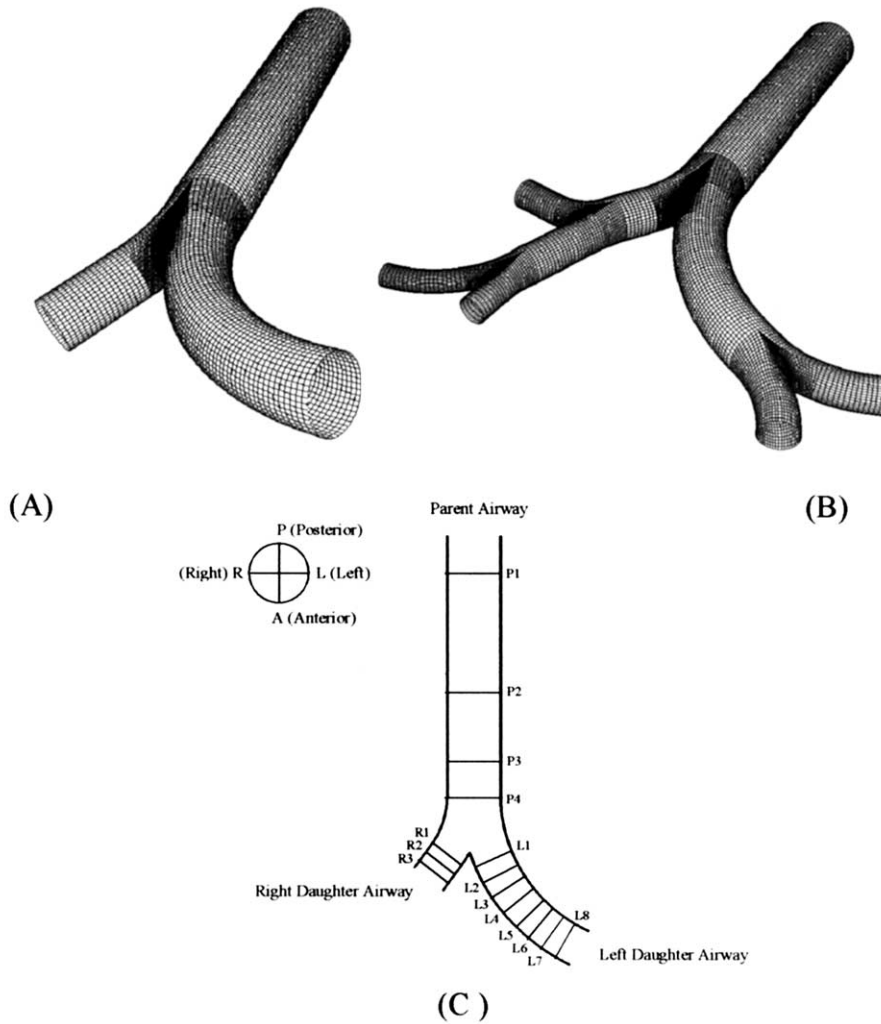 (A)
(B)
Parent Airway
P (Posterior)
(Right) R
L (Left)
A (Anterior)
P1
P2
P3
P4
R1
R2
R3
L1
L2
L3
L4
L5
L6
L7
L8
Right Daughter Airway
Left Daughter Airway
(C )